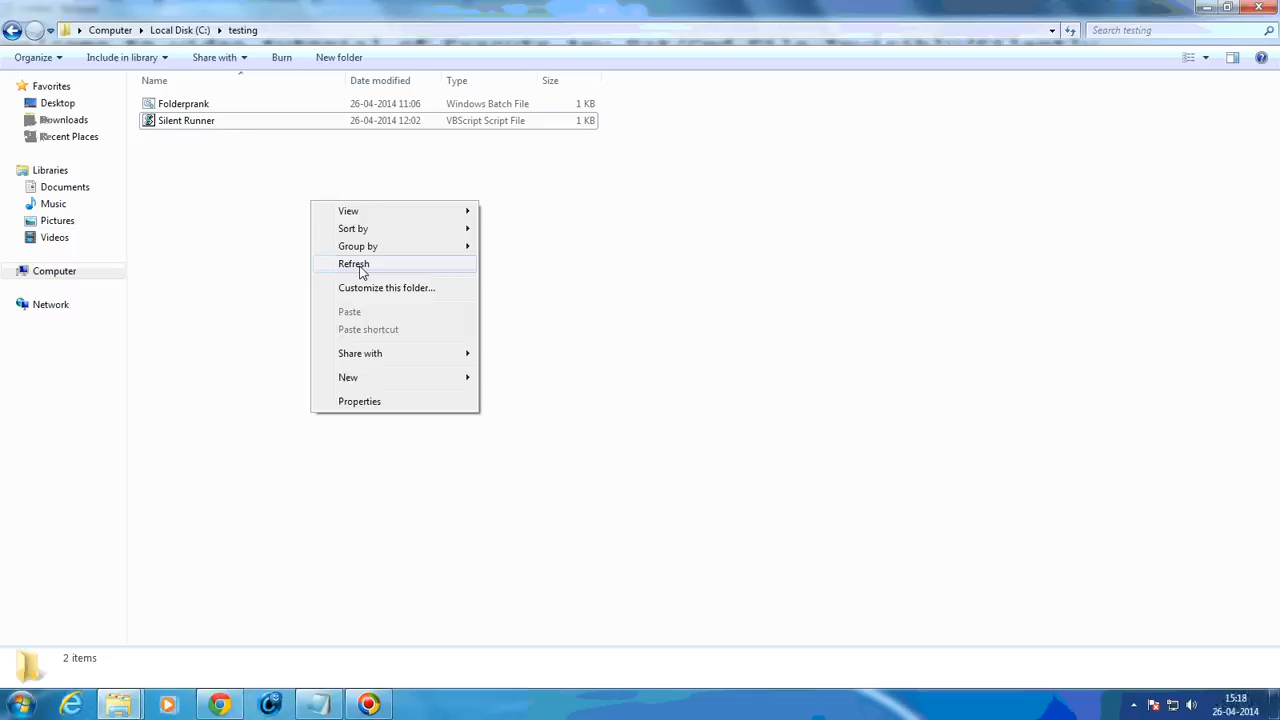 Computer Local Disk (C:) testing
Search testing
Organize Include in library Share with Burn New folder
Name Date modified Type Size
Favorites
Desktop
Downloads
Recent Places
Libraries
Documents
Music
Pictures
Videos
Computer
Network
Folderprank 26-04-2014 11:06 Windows Batch File 1 KB
Silent Runner 26-04-2014 12:02 VBScript Script File 1 KB
View
Sort by
Group by
Refresh
Customize this folder...
Paste
Paste shortcut
Share with
New
Properties
2 items
15:18
26-04-2014